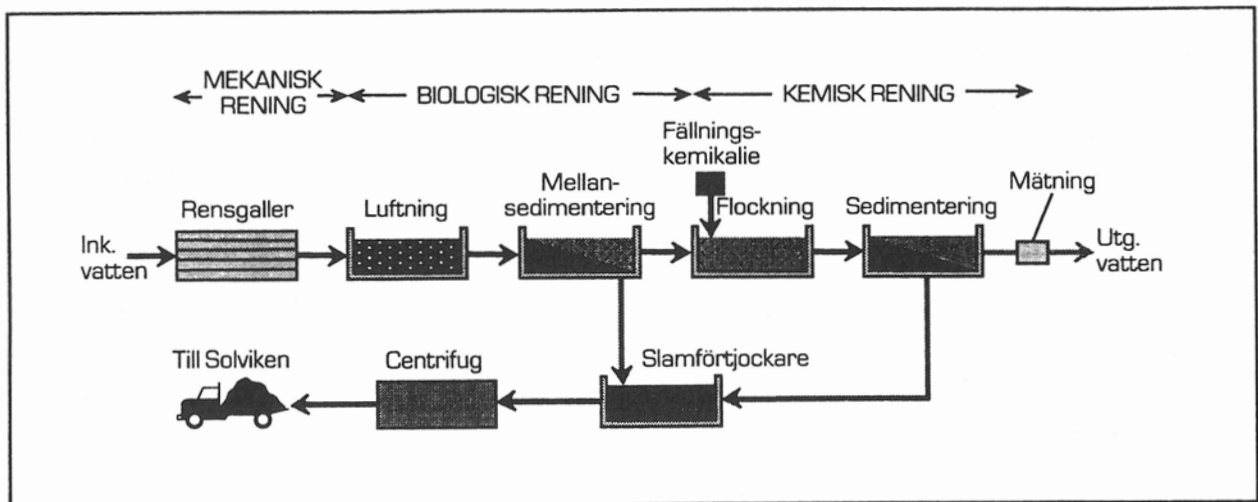 MEKANISK
RENING
BIOLOGISK RENING
KEMISK RENING
Fällnings-
kemikalie
Rensgaller
Luftning
Mellan-
sedimentering
Flockning
Sedimentering
Mätning
Ink.
vatten
Utg.
vatten
Till Solviken
Centrifug
Slamförtjockare